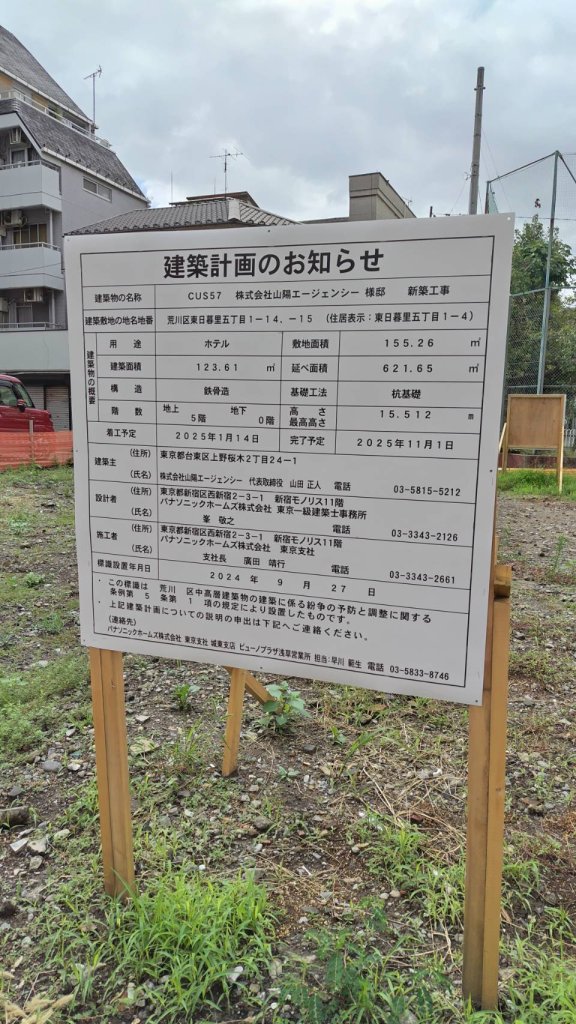 建築計画のお知らせ
建築物の名称 CUS57 株式会社山陽エージェンシー 様邸 新築工事
建築敷地の地名地番 荒川区東日暮里五丁目1-14、-15 (住居表示:東日暮里五丁目1-4)
建築物の概要
用途 ホテル 敷地面積 155.26 ㎡
建築面積 123.61 ㎡ 延べ面積 621.65 ㎡
構造 鉄骨造 基礎工法 杭基礎
階数 地上 5階 地下 0階 高さ 最高高さ 15.512 m
着工予定 2025年1月14日 完了予定 2025年11月1日
建築主 (住所) 東京都台東区上野桜木2丁目24-1
(氏名) 株式会社山陽エージェンシー 代表取締役 山田 正人 電話 03-5815-5212
設計者 (住所) 東京都新宿区西新宿2-3-1 新宿モノリス11階
(氏名) パナソニックホームズ株式会社 東京一級建築士事務所
峯 敬之 電話 03-3343-2126
施工者 (住所) 東京都新宿区西新宿2-3-1 新宿モノリス11階
(氏名) パナソニックホームズ株式会社 東京支社
支社長 廣田 靖行 電話 03-3343-2661
標識設置年月日 2024年9月27日
・この標識は 荒川 区中高層建築物の建築に係る紛争の予防と調整に関する
条例第 5 条第 1 項の規定により設置したものです。
・上記建築計画についての説明の申出は下記へご連絡ください。
(連絡先)
パナソニックホームズ株式会社 東京支社 城東支店 ビューノプラザ浅草営業所 担当:早川 範生 電話 03-5833-8746